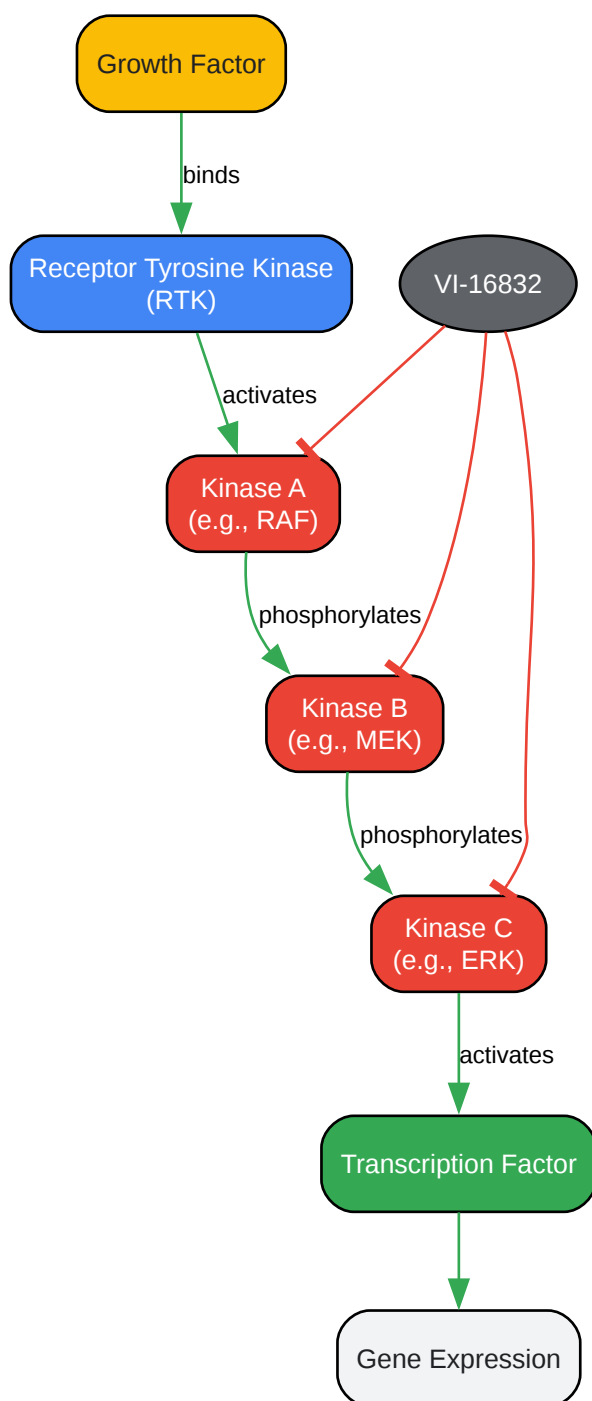 Growth Factor
binds
Receptor Tyrosine Kinase
(RTK)
VI-16832
activates
Kinase A
(e.g., RAF)
phosphorylates
Kinase B
(e.g., MEK)
phosphorylates
Kinase C
(e.g., ERK)
activates
Transcription Factor
Gene Expression